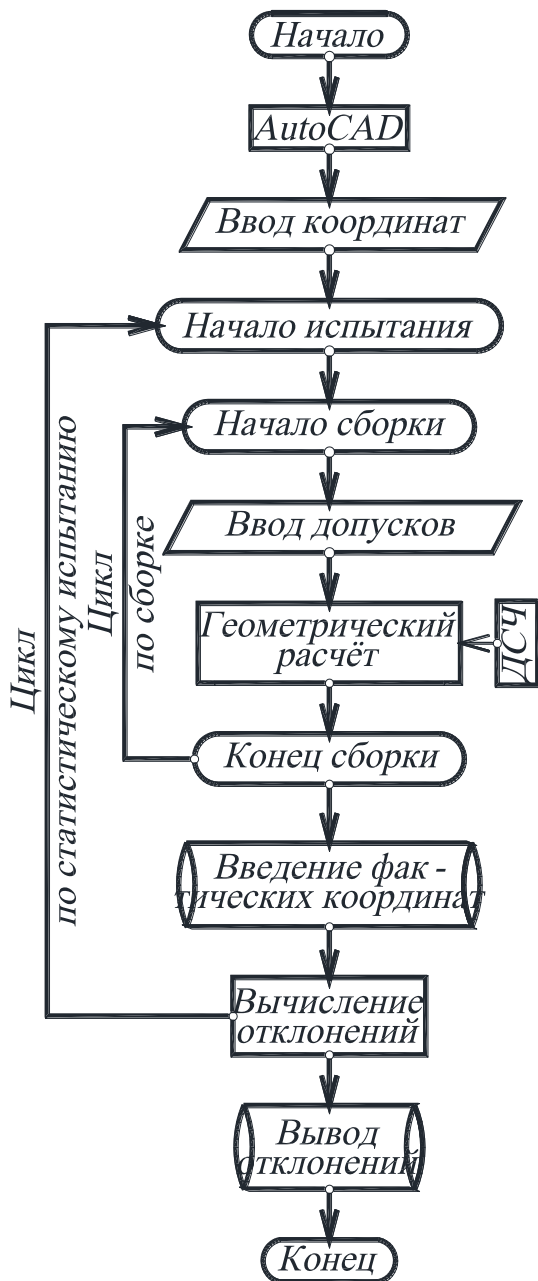 Начало
AutoCAD
Ввод координат
Начало испытания
Начало сборки
Ввод допусков
Геометрический
расчёт
ДСЧ
Конец сборки
Введение фак -
тических координат
Вычисление
отклонений
Вывод
отклонений
Конец
Цикл
по статистическому испытанию
Цикл
по сборке